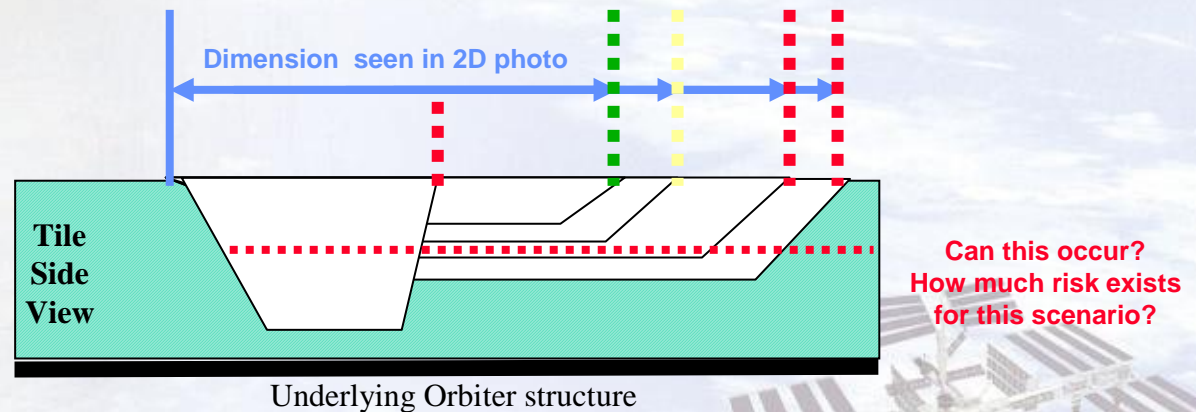 Dimension seen in 2D photo
Tile
Side
View
Can this occur?
How much risk exists
for this scenario?
Underlying Orbiter structure